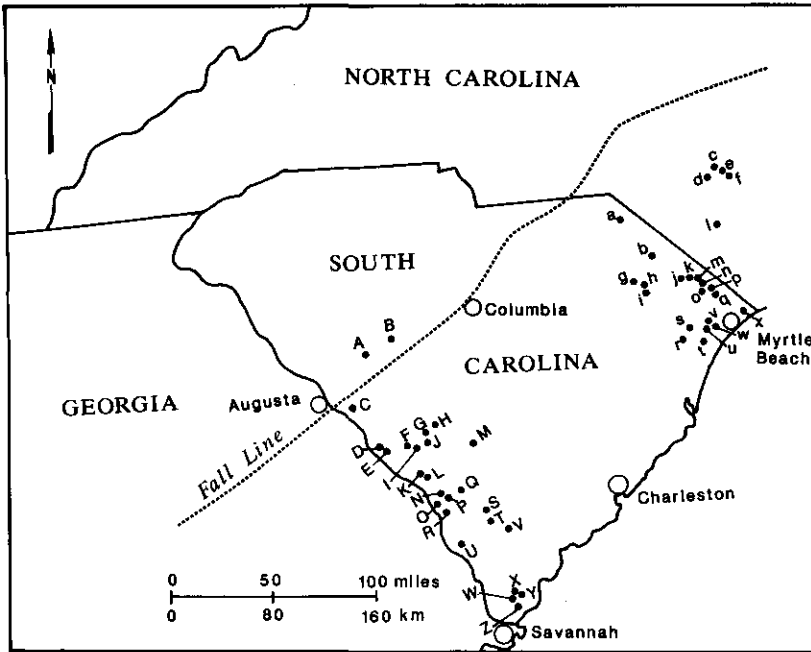 N
NORTH CAROLINA
c
e
d
f
a
l
SOUTH
b
m
g
h
j
k
n
p
i
o
q
Columbia
B
A
s
v
w
x
r
t
u
Myrtle
Beach
CAROLINA
GEORGIA
Augusta
C
Fall Line
G
H
F
J
M
D
E
I
K
L
N
Q
P
O
R
S
T
V
Charleston
U
0 50 100 miles
0 80 160 km
W
X
Y
Z
Savannah